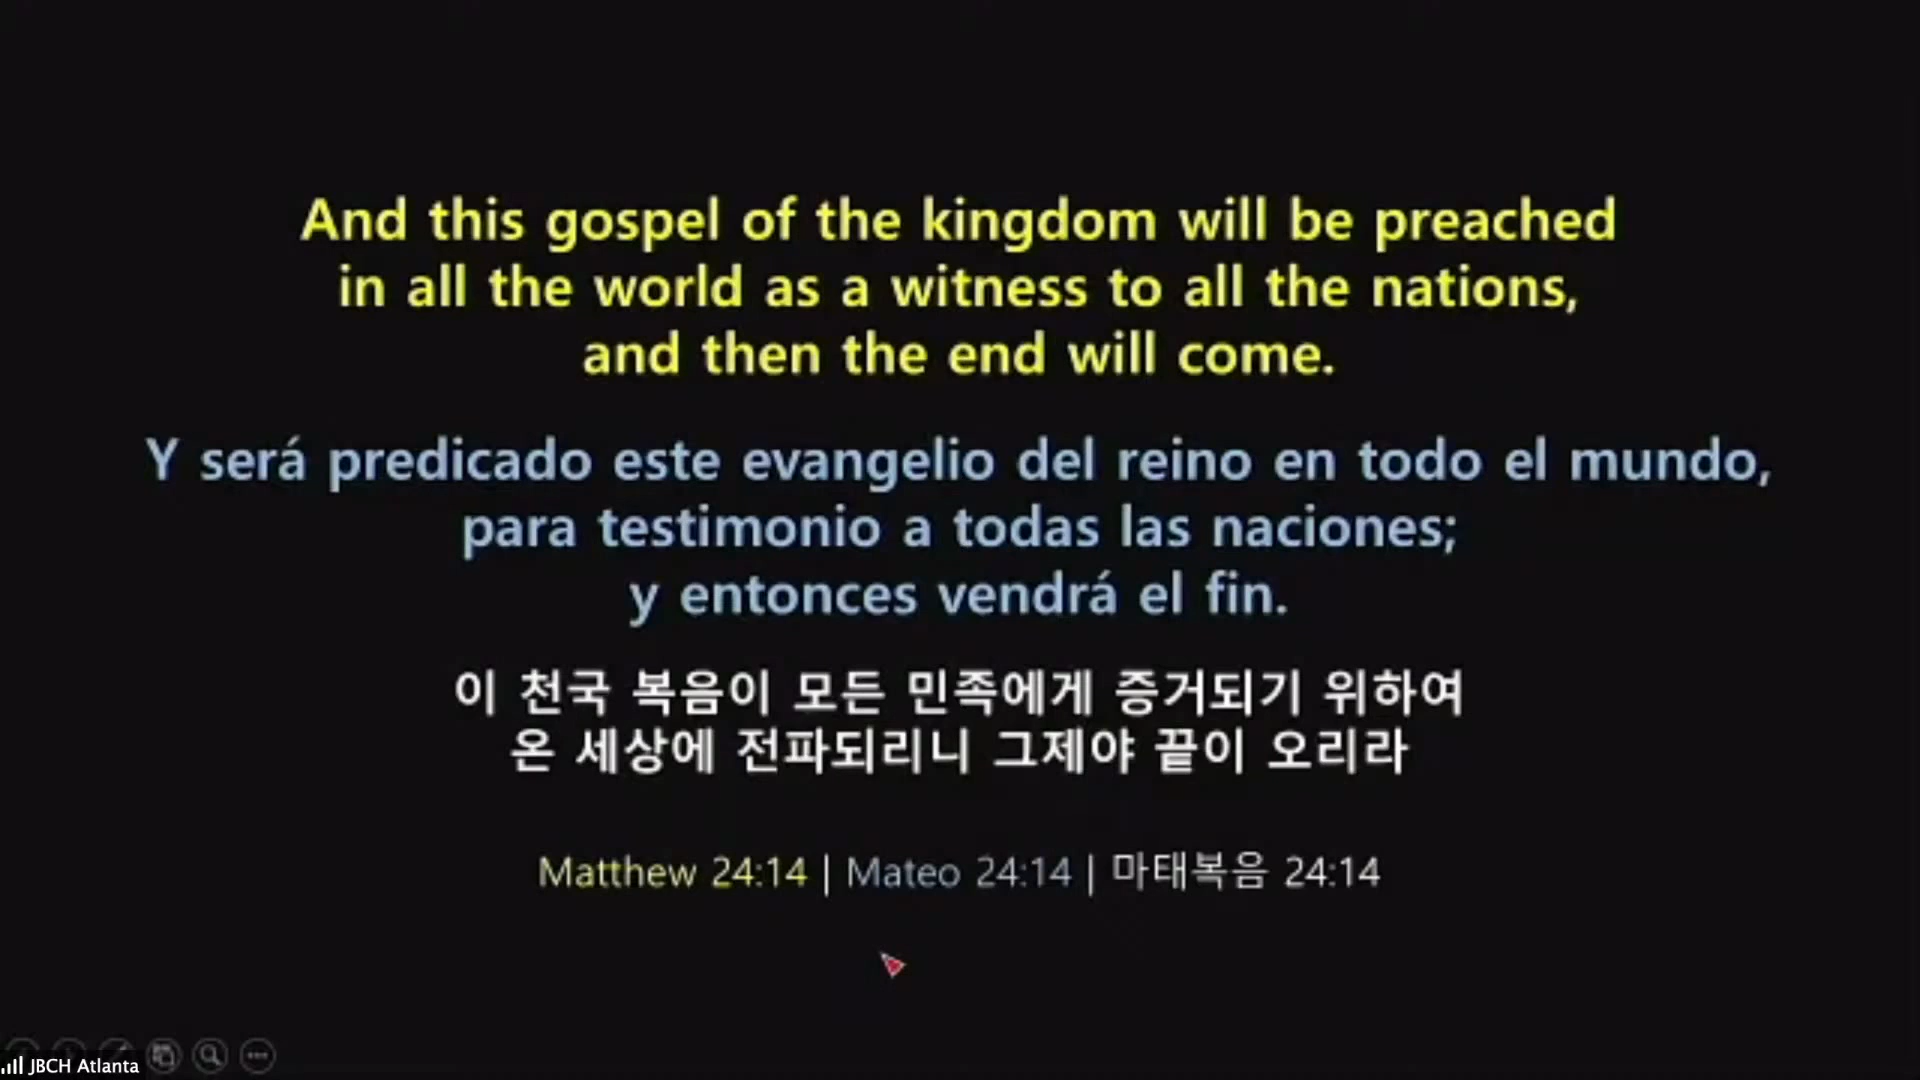 And this gospel of the kingdom will be preached
in all the world as a witness to all the nations,
and then the end will come.
Y será predicado este evangelio del reino en todo el mundo,
para testimonio a todas las naciones;
y entonces vendrá el fin.
이 천국 복음이 모든 민족에게 증거되기 위하여
온 세상에 전파되리니 그제야 끝이 오리라
Matthew 24:14 | Mateo 24:14 | 마태복음 24:14
JBCH Atlanta